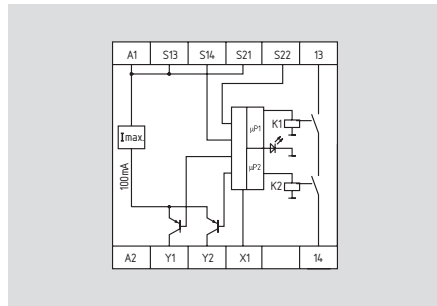 A1 S13 S14 S21 S22 13
K1
µP1
Imax.
µP2
K2
100mA
A2 Y1 Y2 X1 14